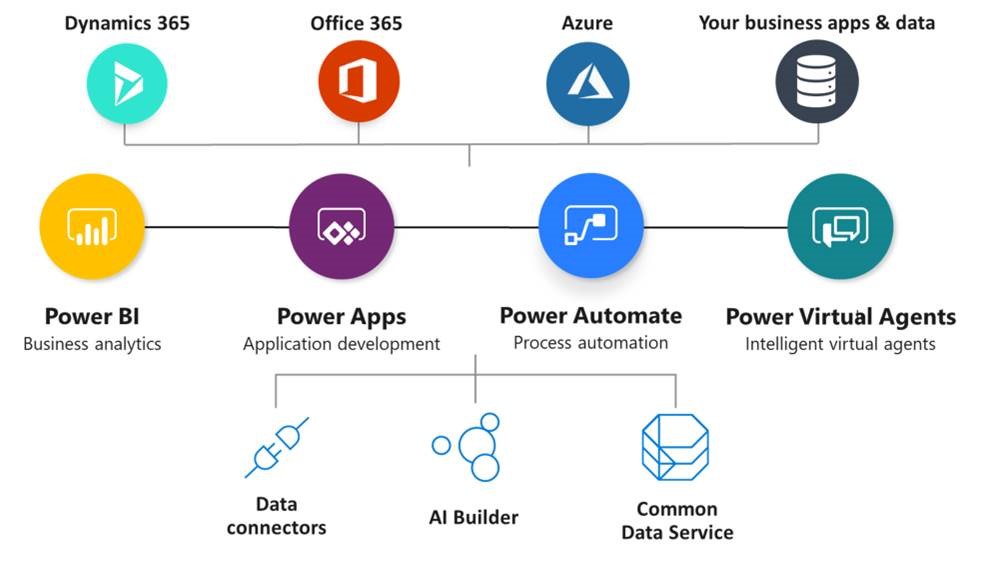 Dynamics 365
Office 365
Azure
Your business apps & data
Power BI
Business analytics
Power Apps
Application development
Power Automate
Process automation
Power Virtual Agents
Intelligent virtual agents
Data
connectors
AI Builder
Common
Data Service